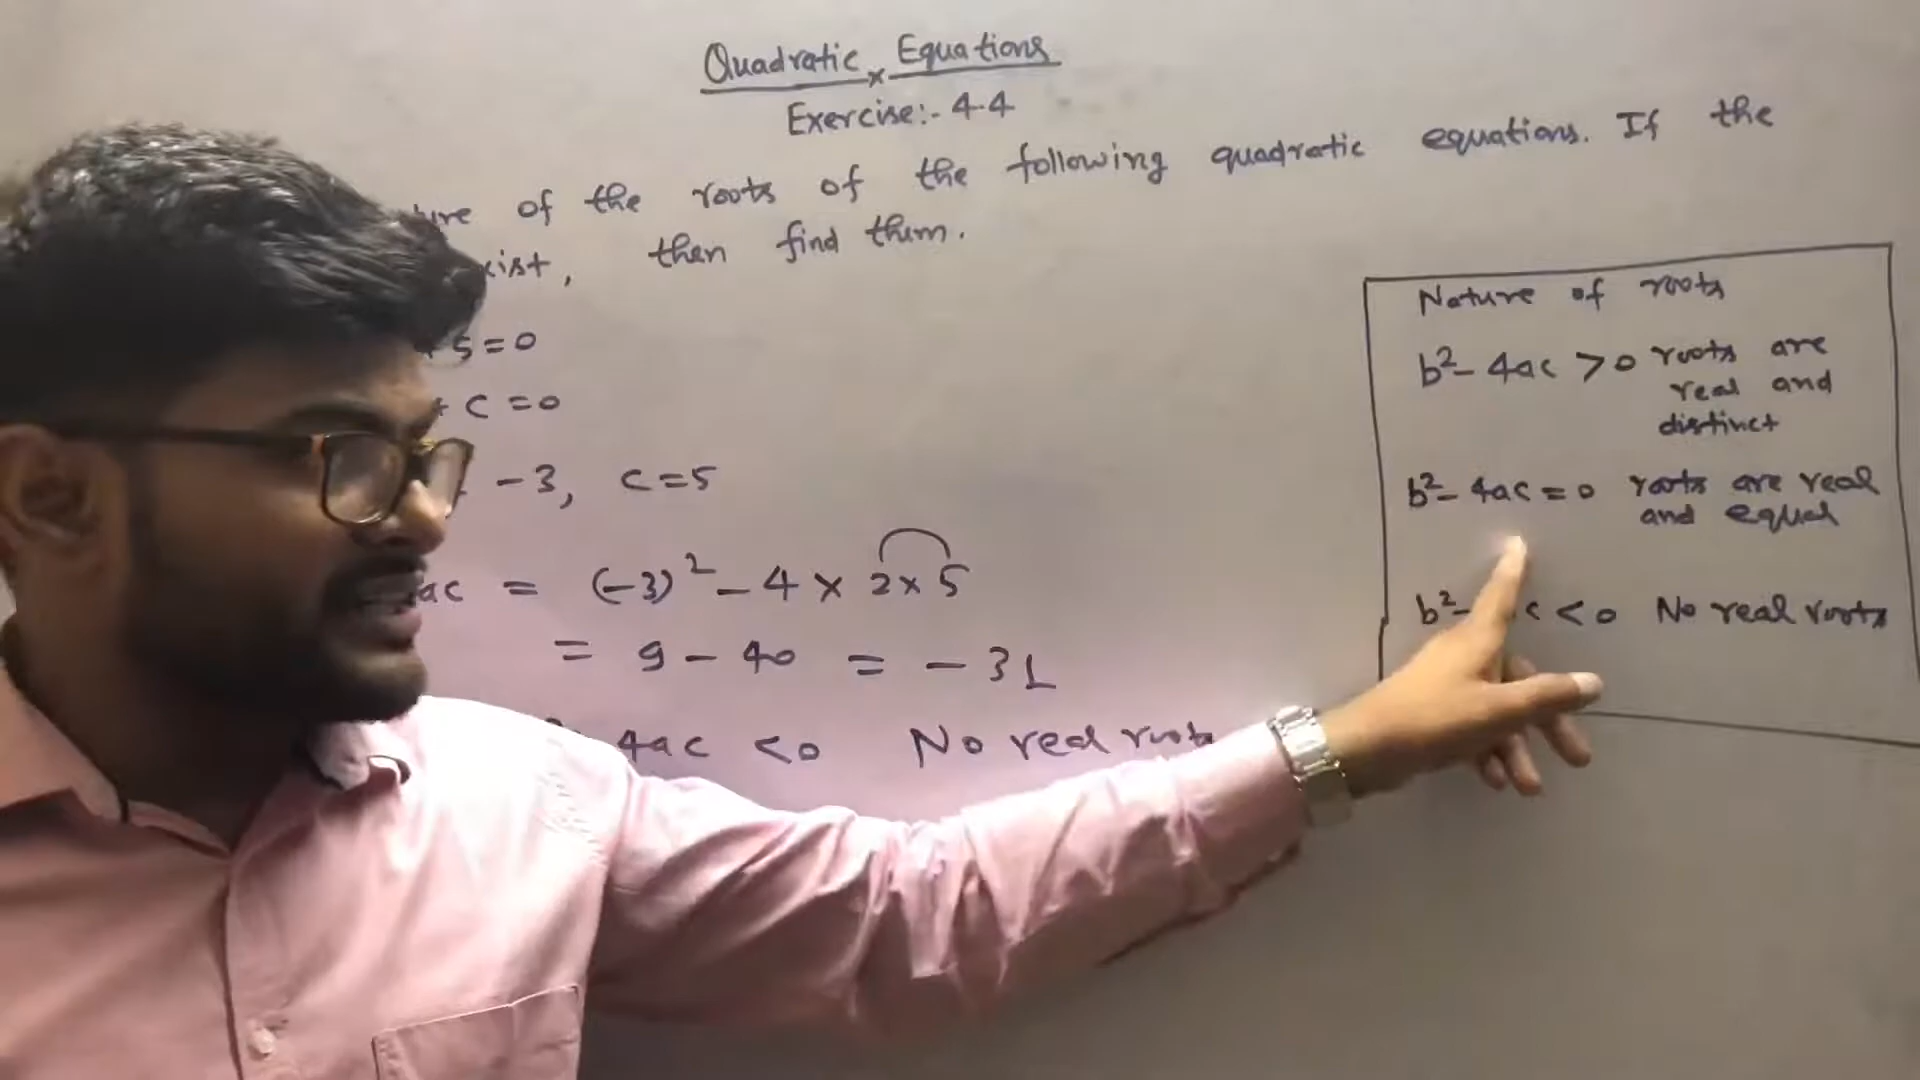 Quadratic Equations
Exercise:- 4.4
of the roots of the following quadratic equations. If the
then find them.
5=0
c=0
-3, c=5
ac = (-3)² - 4 × 2×5
= 9 - 40 = -31
4ac <0 No real roots
Nature of roots
b²- 4ac >0 roots are
real and
distinct
b²- 4ac = 0 roots are real
and equal
b²- c <0 No real roots